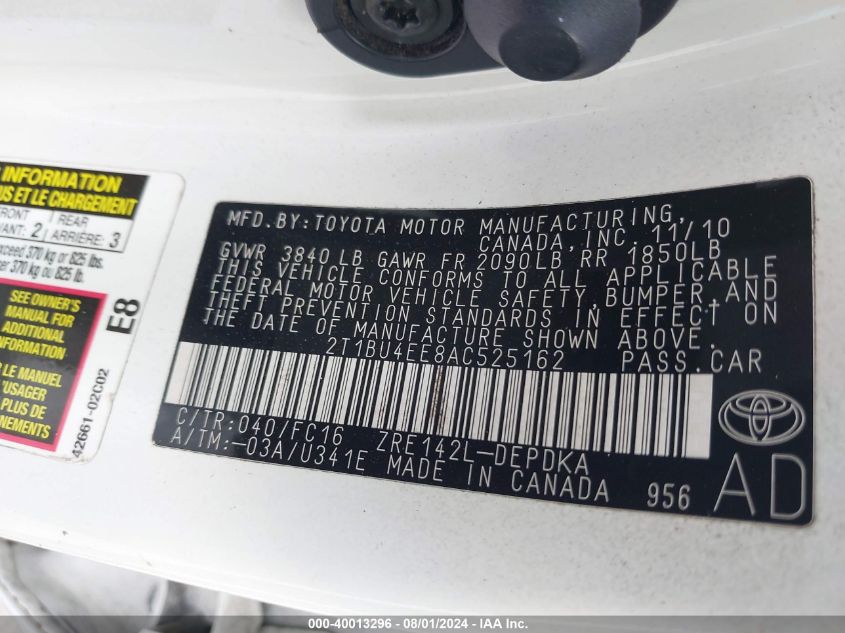 INFORMATION
ET LE CHARGEMENT
FRONT REAR
2 ARRIÈRE: 3
exceed 370 kg or 825 lbs.
370 kg ou 825 lb.
SEE OWNER'S
MANUAL FOR
ADDITIONAL
INFORMATION
LE MANUEL
L'USAGER
PLUS DE
E8
42661-02C02
MFD. BY: TOYOTA MOTOR MANUFACTURING,
CANADA, INC. 11/10
GVWR 3840 LB GAWR FR 2090LB, RR 1850LB
THIS VEHICLE CONFORMS TO ALL APPLICABLE
FEDERAL MOTOR VEHICLE SAFETY, BUMPER, AND
THEFT PREVENTION STANDARDS IN EFFECT ON
THE DATE OF MANUFACTURE SHOWN ABOVE.
2T1BU4EE8AC525162 PASS. CAR
C/TR: 040/FC16 ZRE142L-DEPDKA
A/TM: -03A/U341E MADE IN CANADA 956
AD
000-40013296 - 08/01/2024 - IAA Inc.